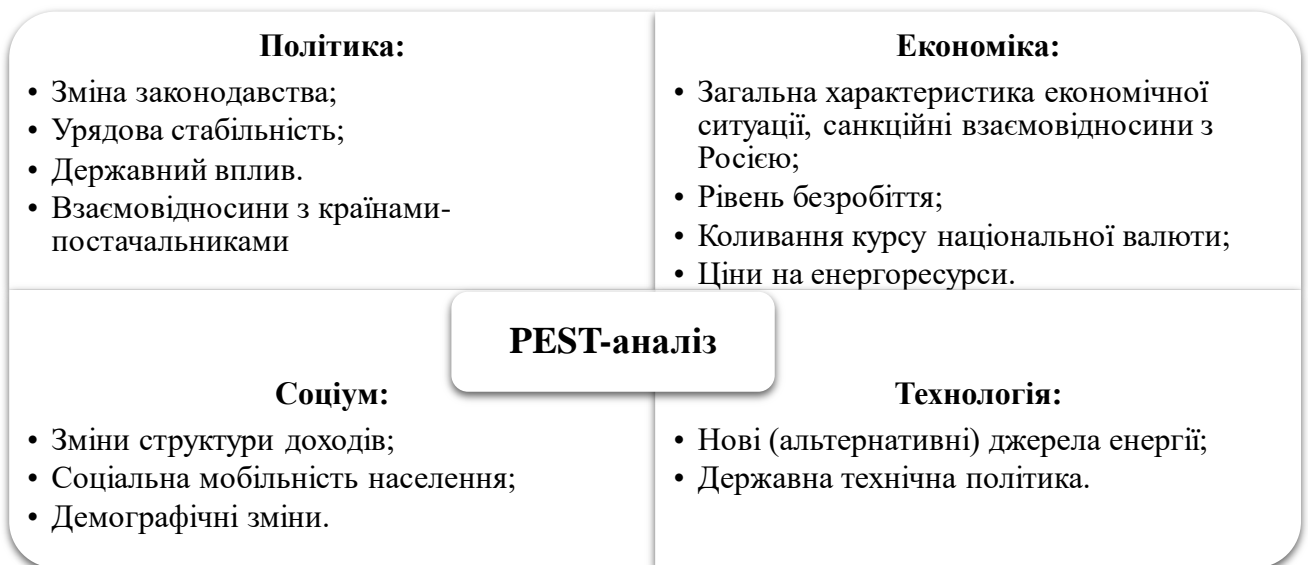 Політика:
• Зміна законодавства;
• Урядова стабільність;
• Державний вплив.
• Взаємовідносини з країнами-
постачальниками
Економіка:
• Загальна характеристика економічної
ситуації, санкційні взаємовідносини з
Росією;
• Рівень безробіття;
• Коливання курсу національної валюти;
• Ціни на енергоресурси.
PEST-аналіз
Соціум:
• Зміни структури доходів;
• Соціальна мобільність населення;
• Демографічні зміни.
Технологія:
• Нові (альтернативні) джерела енергії;
• Державна технічна політика.